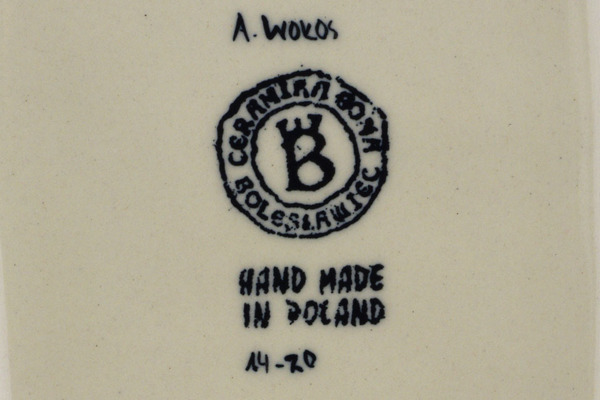 A. WOKOS
CERAMIKA BONA
B
BOLESŁAWIEC
HAND MADE
IN POLAND
14-20